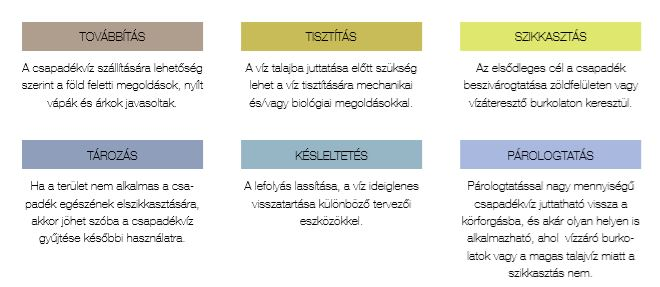 TOVÁBBÍTÁS
A csapadékvíz szállítására lehetőség
szerint a föld feletti megoldások, nyílt
vápák és árkok javasoltak.
TISZTÍTÁS
A víz talajba juttatása előtt szükség
lehet a víz tisztítására mechanikai
és/vagy biológiai megoldásokkal.
SZIKKASZTÁS
Az elsődleges cél a csapadék
beszivárogtatása zöldfelületen vagy
vízáteresztő burkolaton keresztül.
TÁROZÁS
Ha a terület nem alkalmas a csa-
padék egészének elszikkasztására,
akkor jöhet szóba a csapadékvíz
gyűjtése későbbi használatra.
KÉSLELTETÉS
A lefolyás lassítása, a víz ideiglenes
visszatartása különböző tervezői
eszközökkel.
PÁROLOGTATÁS
Párologtatással nagy mennyiségű
csapadékvíz juttatható vissza a
körforgásba, és akár olyan helyen is
alkalmazható, ahol vízzáró burko-
latok vagy a magas talajvíz miatt a
szikkasztás nem.